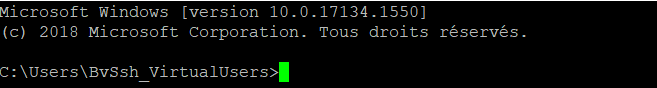 Microsoft Windows [version 10.0.17134.1550]
(c) 2018 Microsoft Corporation. Tous droits réservés.
C:\Users\BvSsh_VirtualUsers>